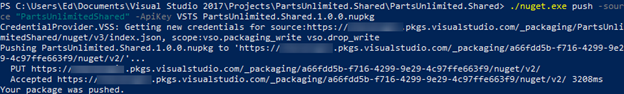 PS C:\Users\Ed\Documents\Visual Studio 2017\Projects\PartsUnlimited.Shared\PartsUnlimited.Shared> ./nuget.exe push -sour
ce "PartsUnlimitedShared" -ApiKey VSTS PartsUnlimited.Shared.1.0.0.nupkg
CredentialProvider.VSS: Getting new credentials for source:https:// .pkgs.visualstudio.com/_packaging/PartsUnli
mitedShared/nuget/v3/index.json, scope:vso.packaging_write vso.drop_write
Pushing PartsUnlimited.Shared.1.0.0.nupkg to 'https:// .pkgs.visualstudio.com/_packaging/a66fdd5b-f716-4299-9e2
9-4c97ffe663f9/nuget/v2/'...
PUT https:// .pkgs.visualstudio.com/_packaging/a66fdd5b-f716-4299-9e29-4c97ffe663f9/nuget/v2/
Accepted https:// .pkgs.visualstudio.com/_packaging/a66fdd5b-f716-4299-9e29-4c97ffe663f9/nuget/v2/ 3208ms
Your package was pushed.